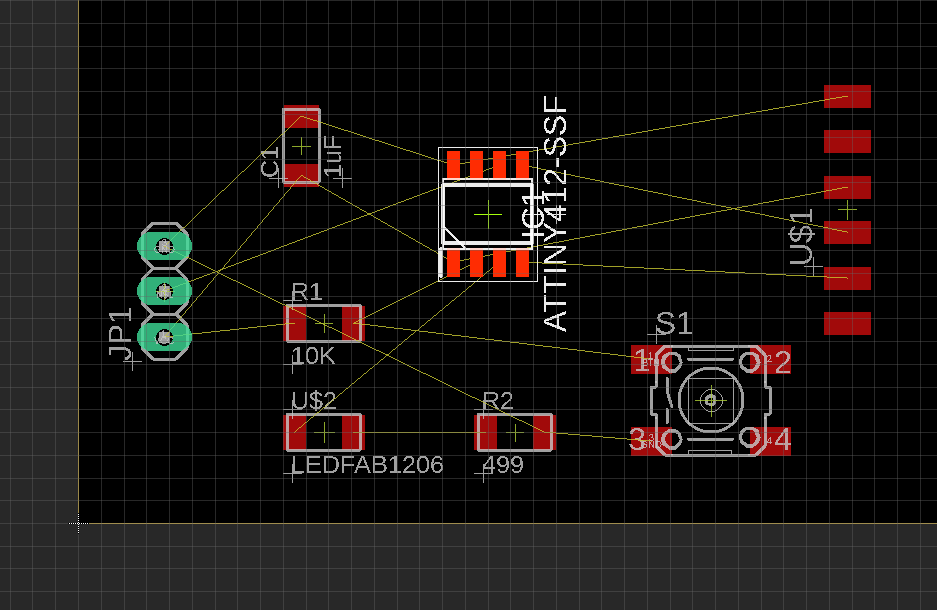 C1
1uF
IC1
ATTINY412-SSF
U$1
JP1
R1
10K
S1
1
2
3
4
U$2
LEDFAB1206
R2
499